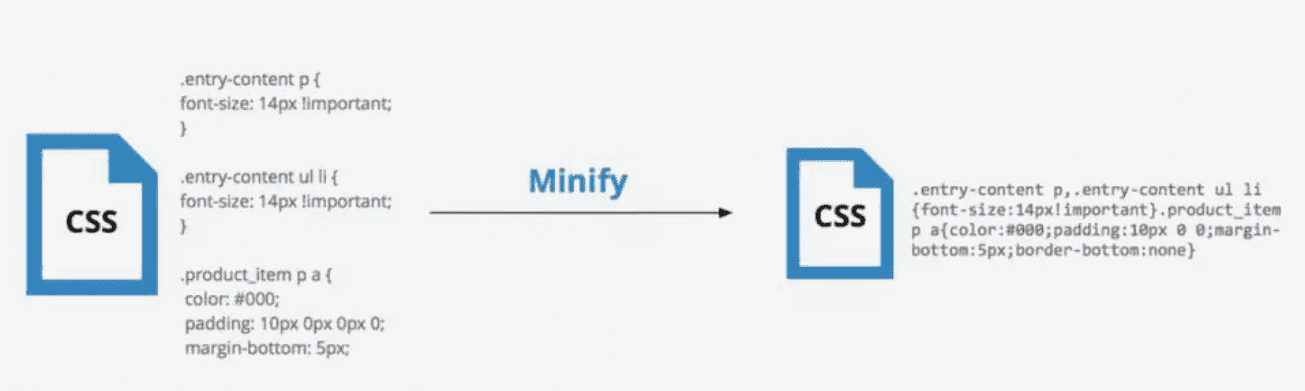 .entry-content p {
font-size: 14px !important;
}
.entry-content ul li {
font-size: 14px !important;
}
.product_item p a {
color: #000;
padding: 10px 0px 0px 0;
margin-bottom: 5px;
CSS
Minify
CSS
.entry-content p,.entry-content ul li
{font-size:14px!important}.product_item
p a{color:#000;padding:10px 0 0;margin-
bottom:5px;border-bottom:none}